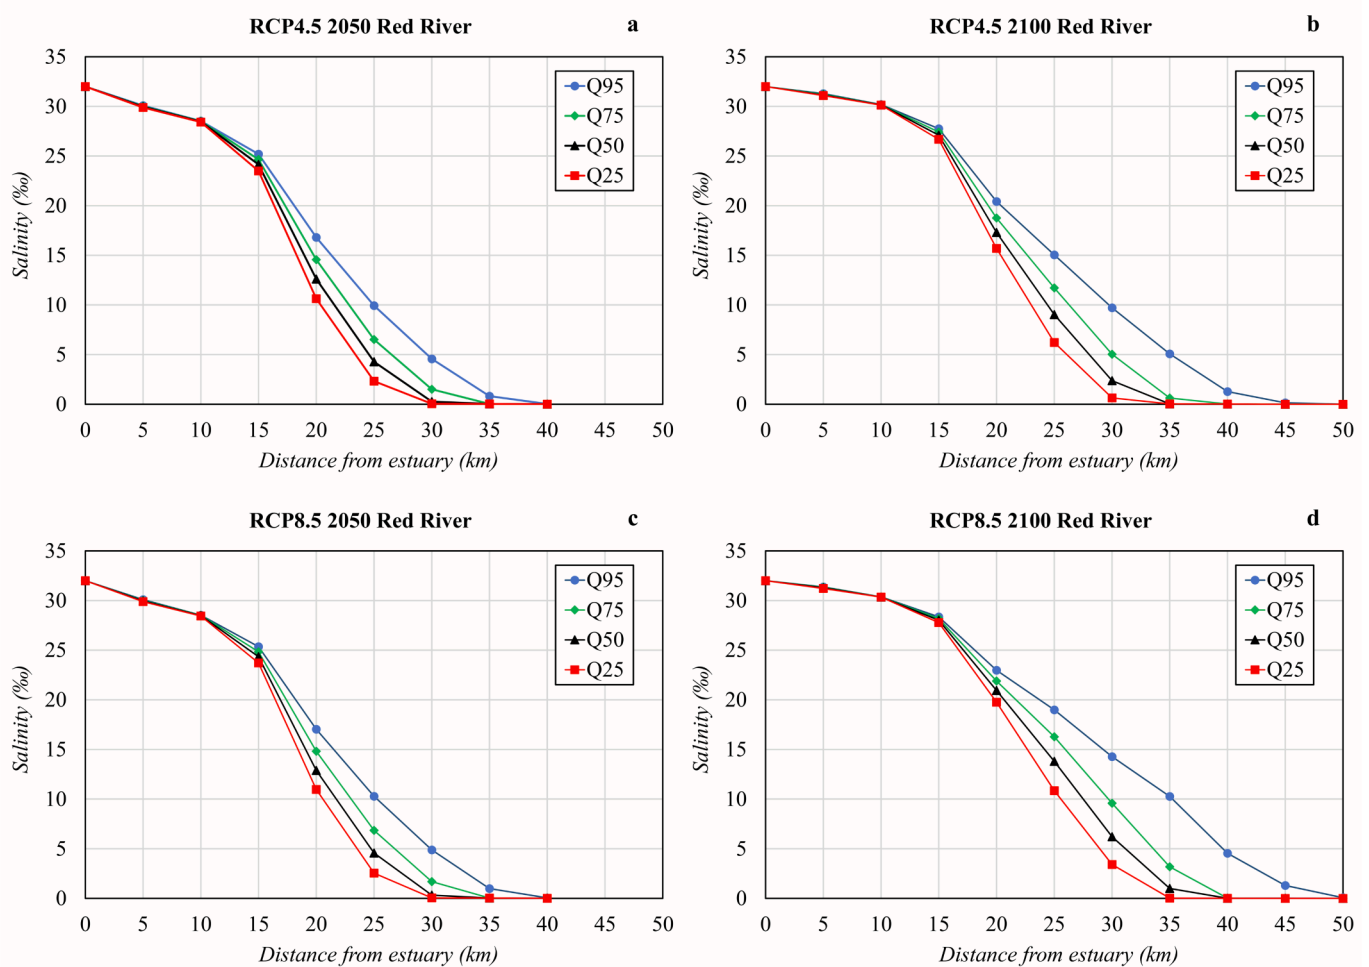 RCP4.5 2050 Red River
a
35
30
25
20
15
10
5
0
Salinity (‰)
Q95
Q75
Q50
Q25
0 5 10 15 20 25 30 35 40 45 50
Distance from estuary (km)
RCP4.5 2100 Red River
b
35
30
25
20
15
10
5
0
Salinity (‰)
Q95
Q75
Q50
Q25
0 5 10 15 20 25 30 35 40 45 50
Distance from estuary (km)
RCP8.5 2050 Red River
c
35
30
25
20
15
10
5
0
Salinity (‰)
Q95
Q75
Q50
Q25
0 5 10 15 20 25 30 35 40 45 50
Distance from estuary (km)
RCP8.5 2100 Red River
d
35
30
25
20
15
10
5
0
Salinity (‰)
Q95
Q75
Q50
Q25
0 5 10 15 20 25 30 35 40 45 50
Distance from estuary (km)